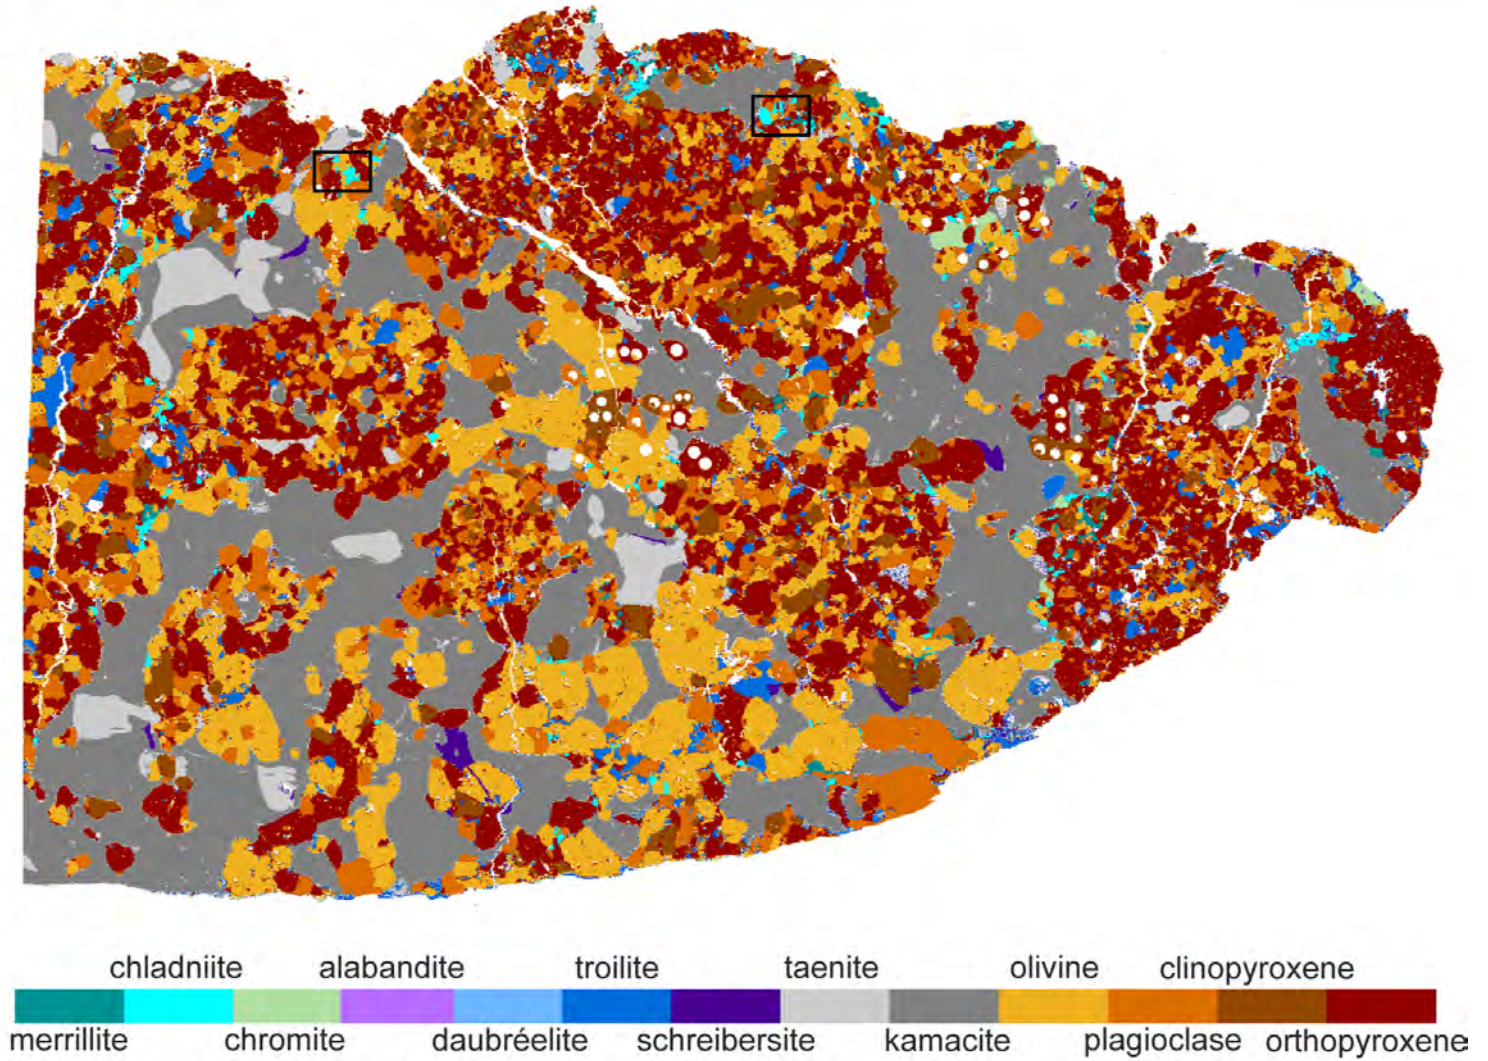 chladniite alabandite troilite taenite olivine clinopyroxene
merrillite chromite daubréelite schreibersite kamacite plagioclase orthopyroxene